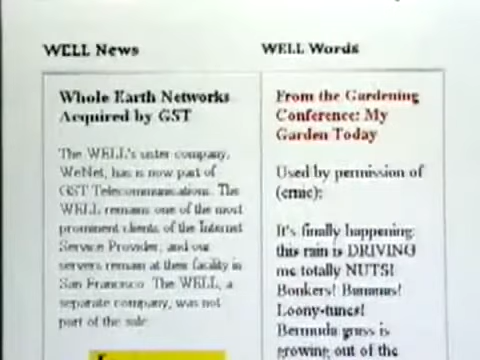 WELL News
Whole Earth Networks
Acquired by GST
The WELL's sister company,
WeNet, has is now part of
GST Telecommunications. The
WELL remains one of the most
prominent clients of the Internet
Service Provider, and our
servers remain at their facility in
San Francisco. The WELL, a
separate company, was not
part of the sale.
WELL Words
From the Gardening
Conference: My
Garden Today
Used by permission of
(cmc):
It's finally happening:
this rain is DRIVING
me totally NUTS!
Bonkers! Bananas!
Loony-tunes!
Bermuda grass is
growing out of the